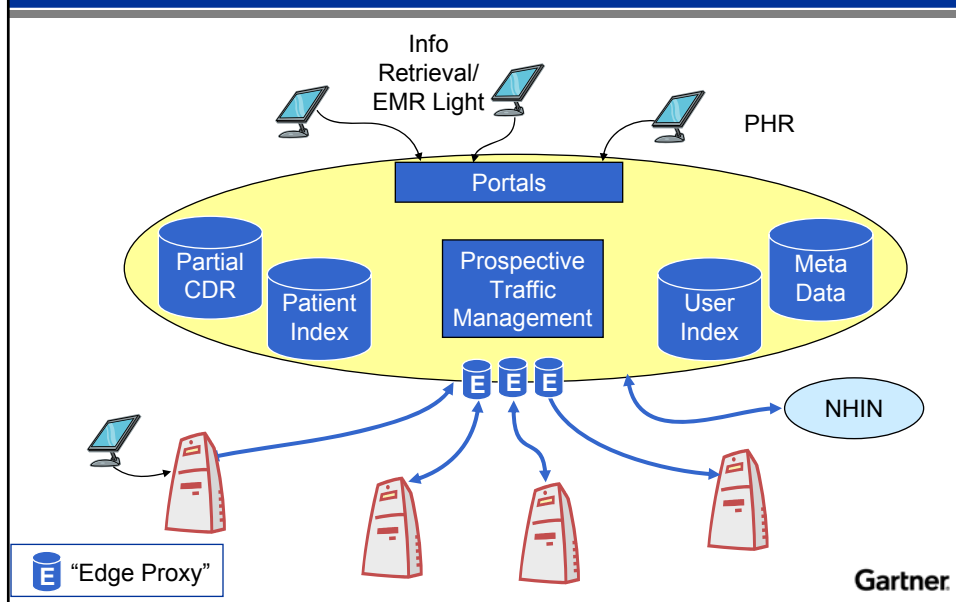 Info
Retrieval/
EMR Light
PHR
Portals
Partial
CDR
Patient
Index
Prospective
Traffic
Management
User
Index
Meta
Data
E
E
E
NHIN
E
“Edge Proxy”
Gartner.